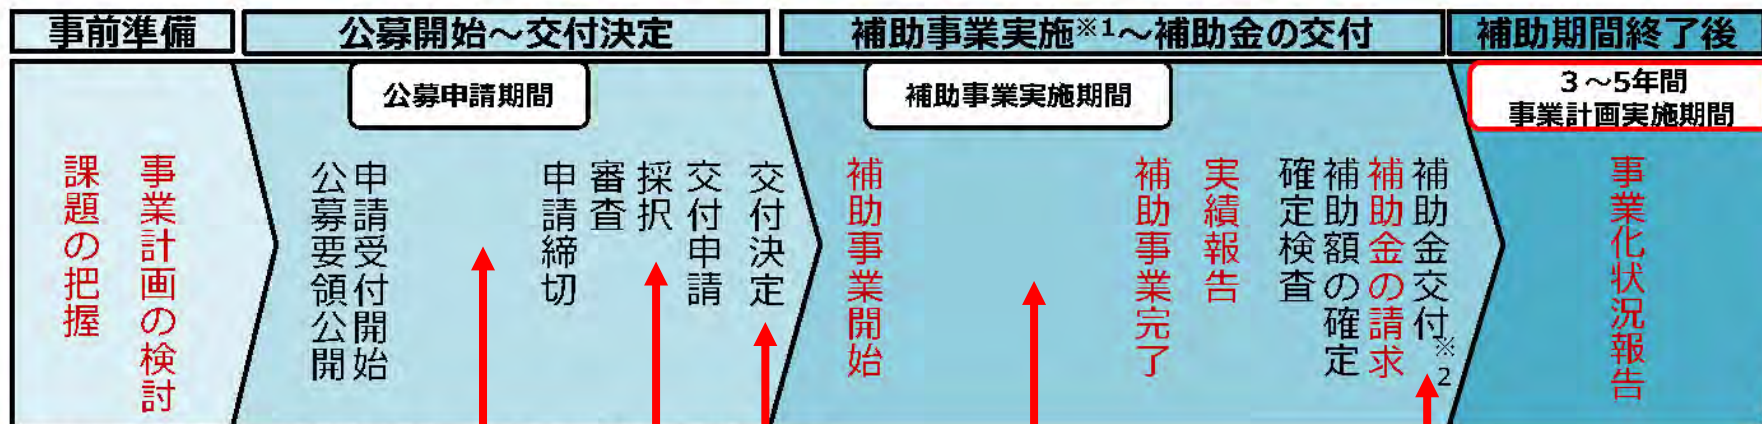 事前準備
公募開始～交付決定
補助事業実施※1～補助金の交付
補助期間終了後
公募申請期間
補助事業実施期間
3～5年間
事業計画実施期間
課題の把握
事業計画の検討
公募要領公開
申請受付開始
申請締切
審査
採択
交付申請
交付決定
補助事業開始
補助事業完了
実績報告
確定検査
補助額の確定
補助金の請求
補助金交付※2
事業化状況報告